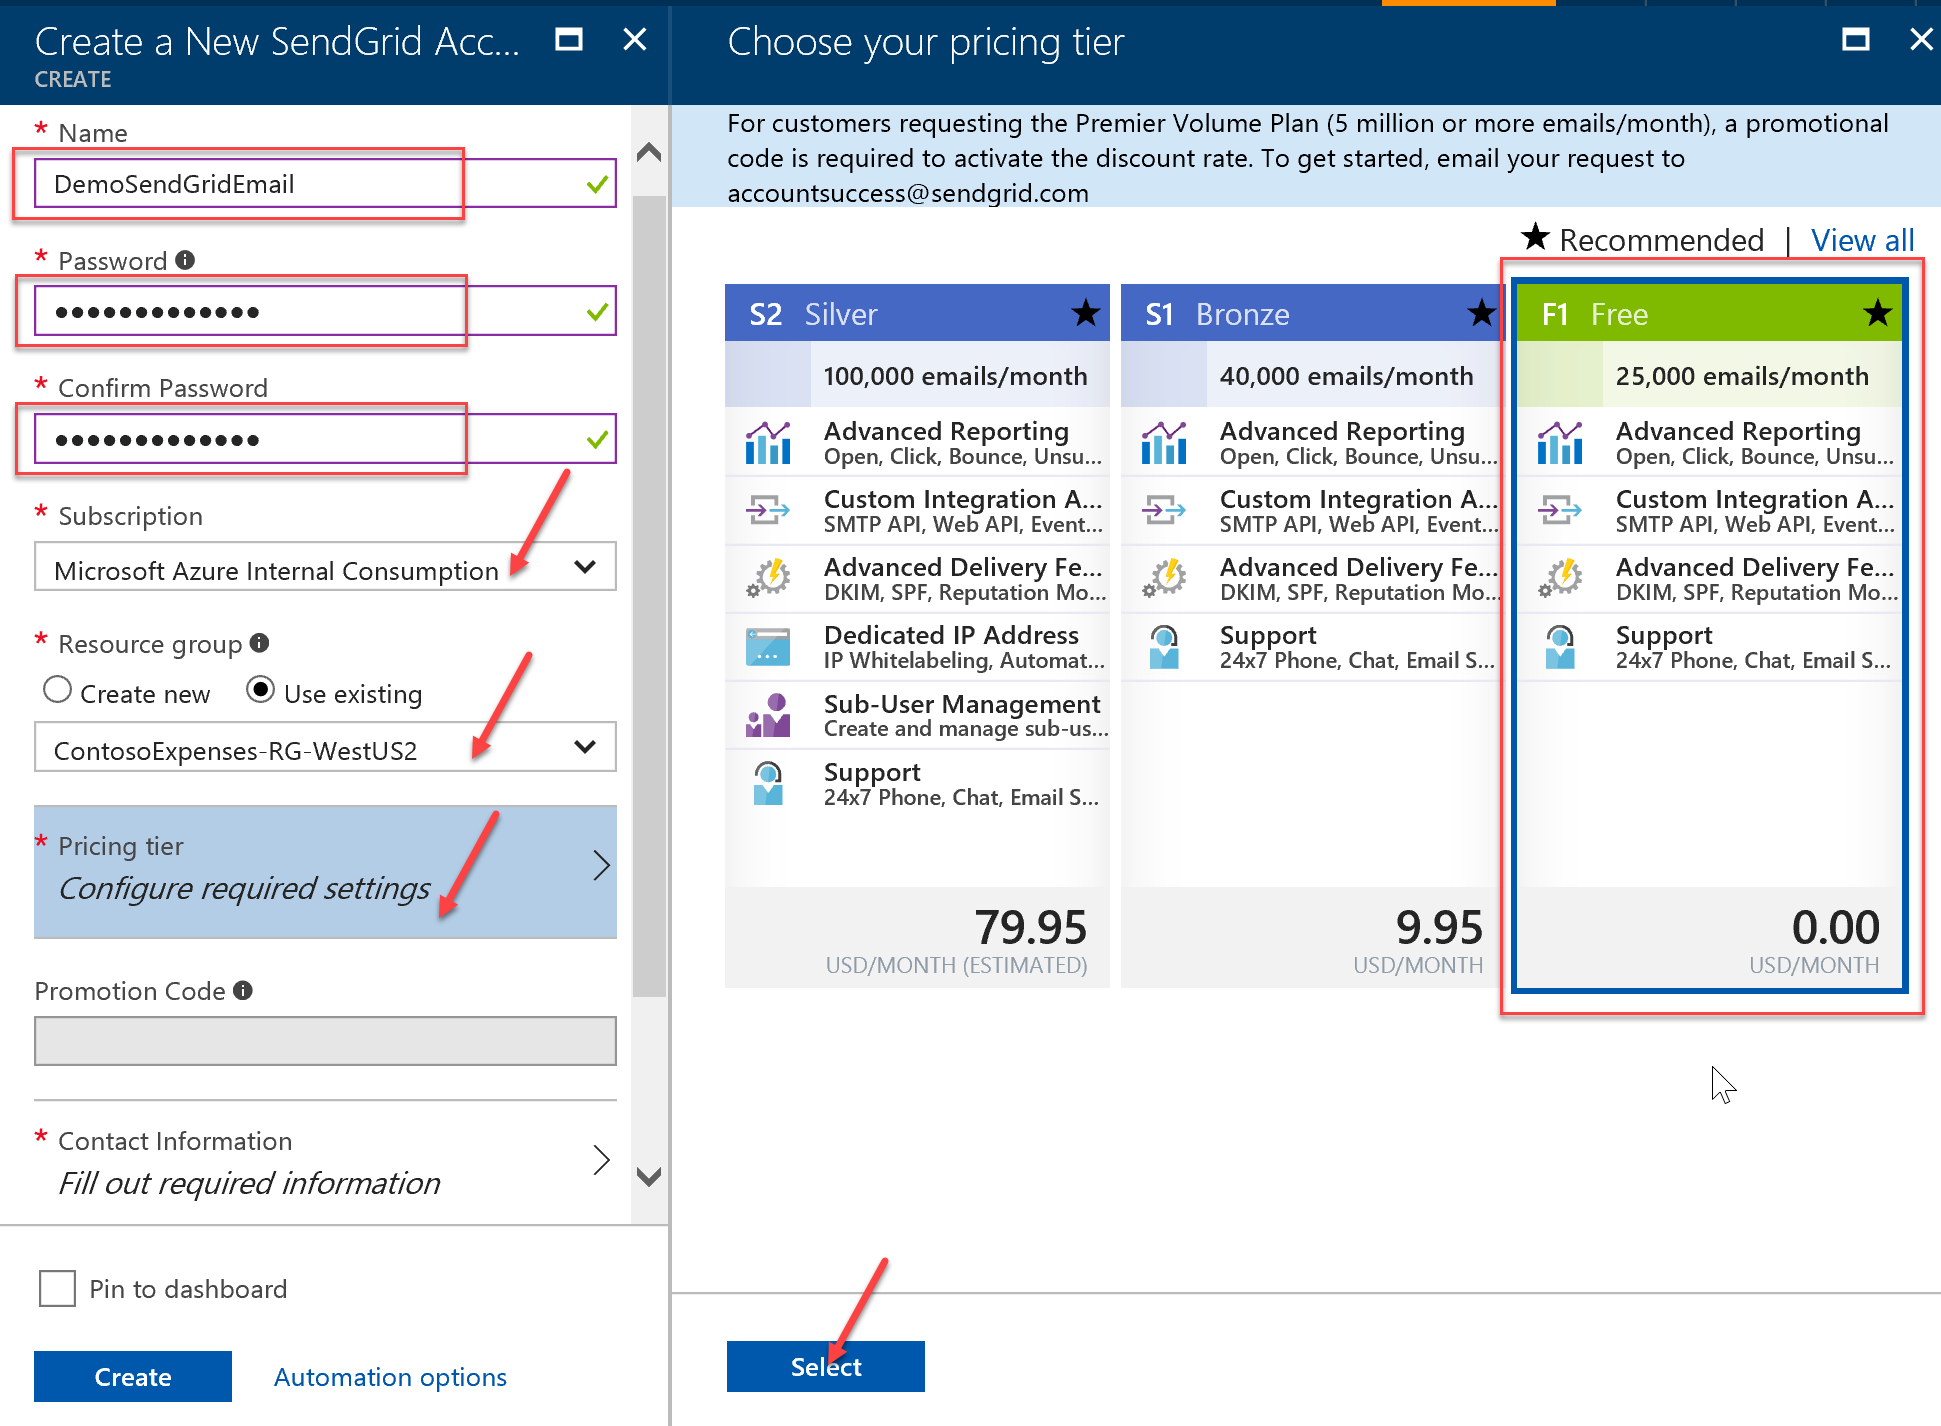 Create a New SendGrid Acc...
CREATE
* Name
DemoSendGridEmail
* Password
•••••••••••••
* Confirm Password
•••••••••••••
* Subscription
Microsoft Azure Internal Consumption
* Resource group
Create new
Use existing
ContosoExpenses-RG-WestUS2
* Pricing tier
Configure required settings
Promotion Code
* Contact Information
Fill out required information
Pin to dashboard
Create
Automation options
Choose your pricing tier
For customers requesting the Premier Volume Plan (5 million or more emails/month), a promotional
code is required to activate the discount rate. To get started, email your request to
accountsuccess@sendgrid.com
★ Recommended | View all
S2 Silver
100,000 emails/month
Advanced Reporting
Open, Click, Bounce, Unsu...
Custom Integration A...
SMTP API, Web API, Event...
Advanced Delivery Fe...
DKIM, SPF, Reputation Mo...
Dedicated IP Address
IP Whitelabeling, Automat...
Sub-User Management
Create and manage sub-us...
Support
24x7 Phone, Chat, Email S...
79.95
USD/MONTH (ESTIMATED)
S1 Bronze
40,000 emails/month
Advanced Reporting
Open, Click, Bounce, Unsu...
Custom Integration A...
SMTP API, Web API, Event...
Advanced Delivery Fe...
DKIM, SPF, Reputation Mo...
Support
24x7 Phone, Chat, Email S...
9.95
USD/MONTH
F1 Free
25,000 emails/month
Advanced Reporting
Open, Click, Bounce, Unsu...
Custom Integration A...
SMTP API, Web API, Event...
Advanced Delivery Fe...
DKIM, SPF, Reputation Mo...
Support
24x7 Phone, Chat, Email S...
0.00
USD/MONTH
Select